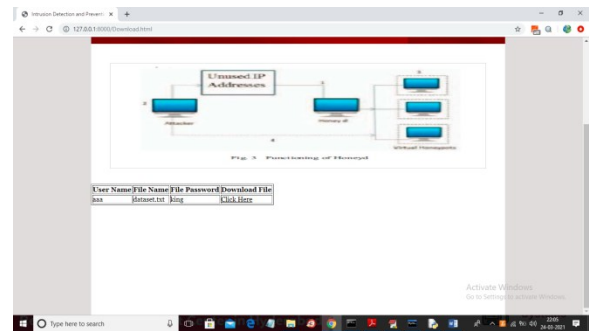 Intrusion Detection and Preventi
127.0.0.1:8000/Download.html
Unused IP
Addresses
Attacker
Honey d
Virtual Honeypots
Fig. 3 Functioning of Honeyd
User Name File Name File Password Download File
aaa dataset.txt king Click Here
Activate Windows
Go to Settings to activate Windows.
Type here to search
22:05
24-03-2021